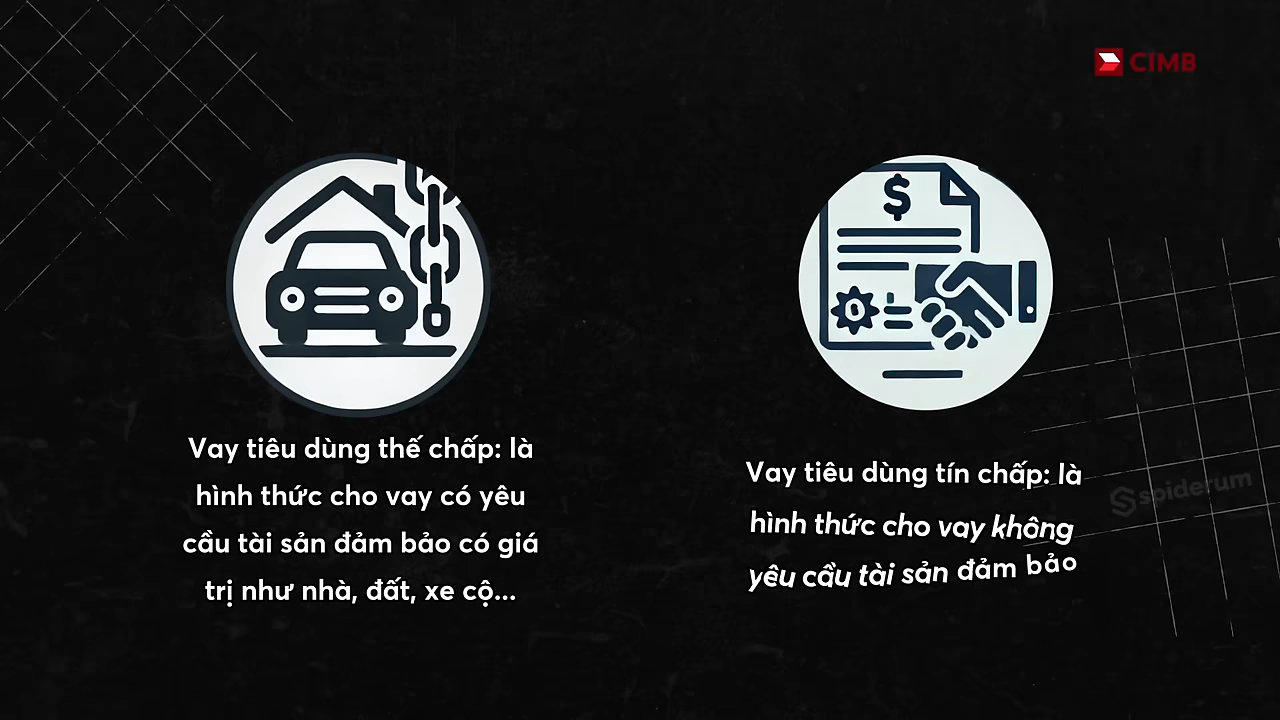 CIMB
$
Vay tiêu dùng thế chấp: là
hình thức cho vay có yêu
cầu tài sản đảm bảo có giá
trị như nhà, đất, xe cộ...
Vay tiêu dùng tín chấp: là
hình thức cho vay không
yêu cầu tài sản đảm bảo
spiderum